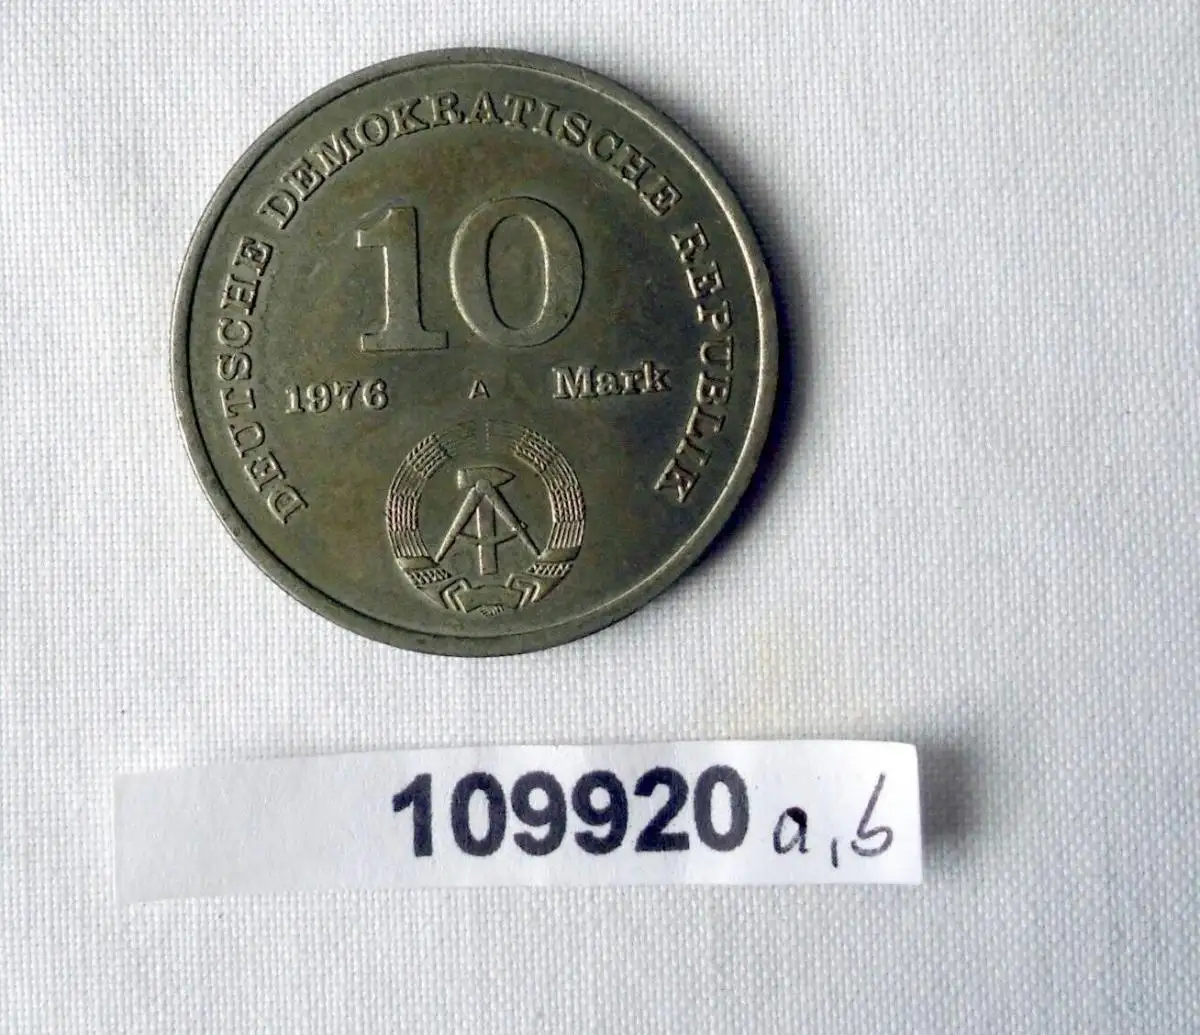 DEUTSCHE DEMOKRATISCHE REPUBLIK
10
1976 A Mark
109920 a, b